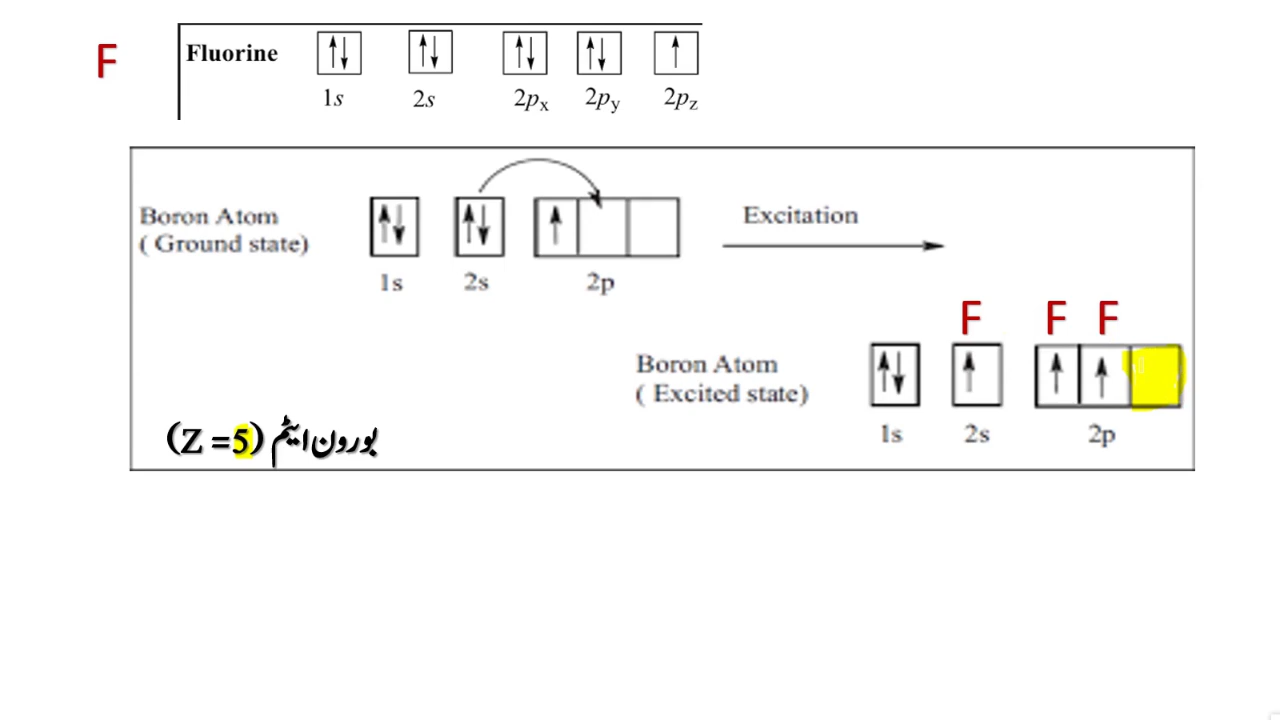 F
Fluorine
1s 2s 2px 2py 2pz
Boron Atom
( Ground state)
Excitation
1s 2s 2p
F F F
Boron Atom
( Excited state)
1s 2s 2p
بورون ایٹم (Z = 5)